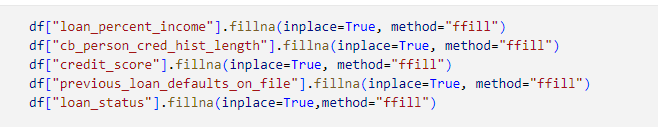 df["loan_percent_income"].fillna(inplace=True, method="ffill")
df["cb_person_cred_hist_length"].fillna(inplace=True, method="ffill")
df["credit_score"].fillna(inplace=True, method="ffill")
df["previous_loan_defaults_on_file"].fillna(inplace=True, method="ffill")
df["loan_status"].fillna(inplace=True,method="ffill")